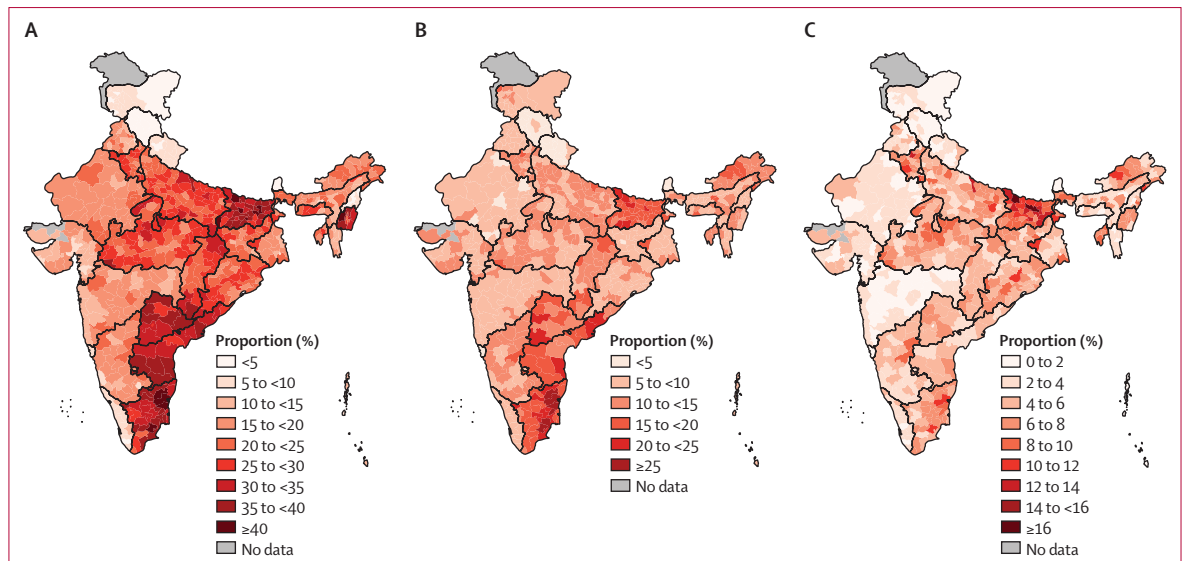 A
B
C
Proportion (%)
<5
5 to <10
10 to <15
15 to <20
20 to <25
25 to <30
30 to <35
35 to <40
≥40
No data
Proportion (%)
<5
5 to <10
10 to <15
15 to <20
20 to <25
≥25
No data
Proportion (%)
0 to 2
2 to 4
4 to 6
6 to 8
8 to 10
10 to 12
12 to 14
14 to <16
≥16
No data